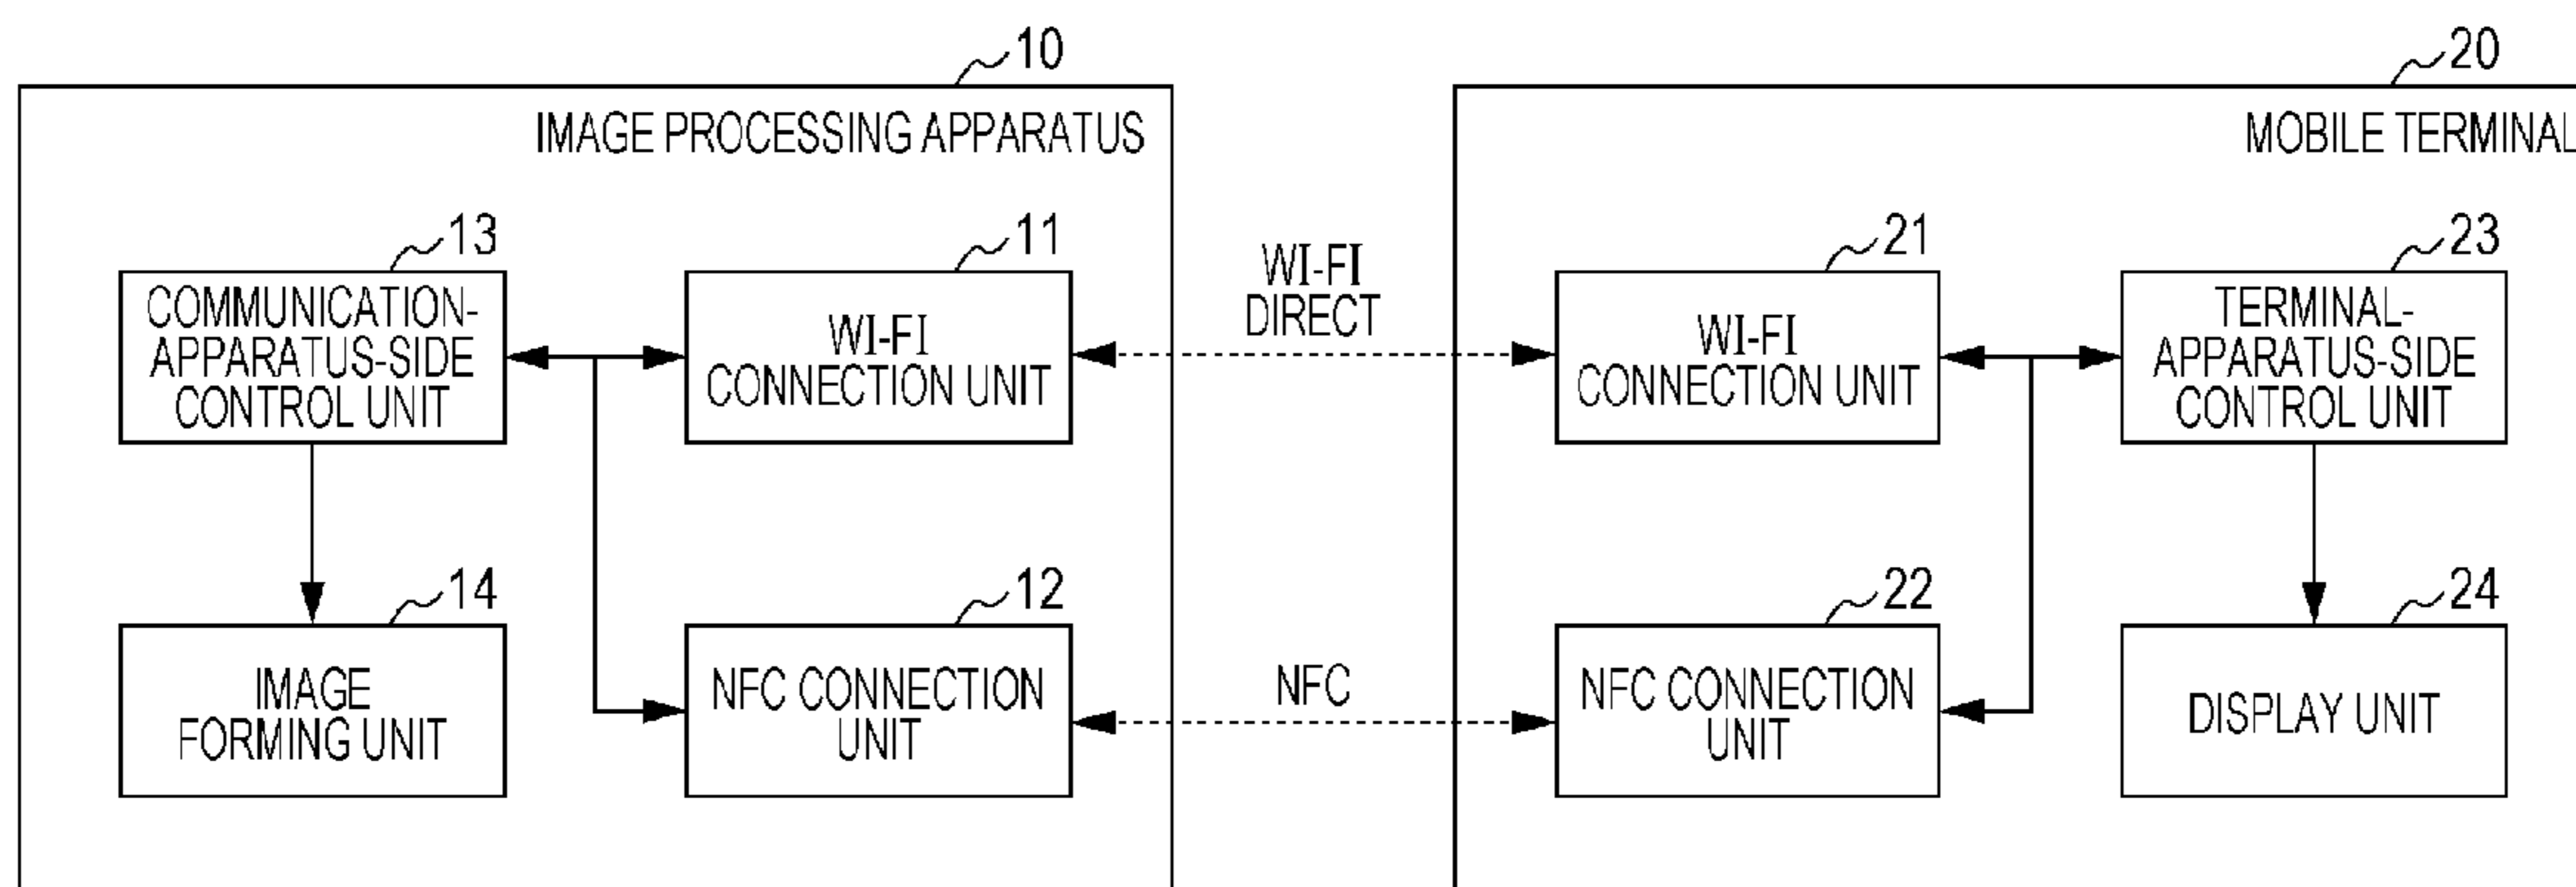 10
IMAGE PROCESSING APPARATUS
13
COMMUNICATION-
APPARATUS-SIDE
CONTROL UNIT
11
WI-FI
CONNECTION UNIT
14
IMAGE
FORMING UNIT
12
NFC CONNECTION
UNIT
WI-FI
DIRECT
NFC
20
MOBILE TERMINAL
21
WI-FI
CONNECTION UNIT
23
TERMINAL-
APPARATUS-SIDE
CONTROL UNIT
22
NFC CONNECTION
UNIT
24
DISPLAY UNIT